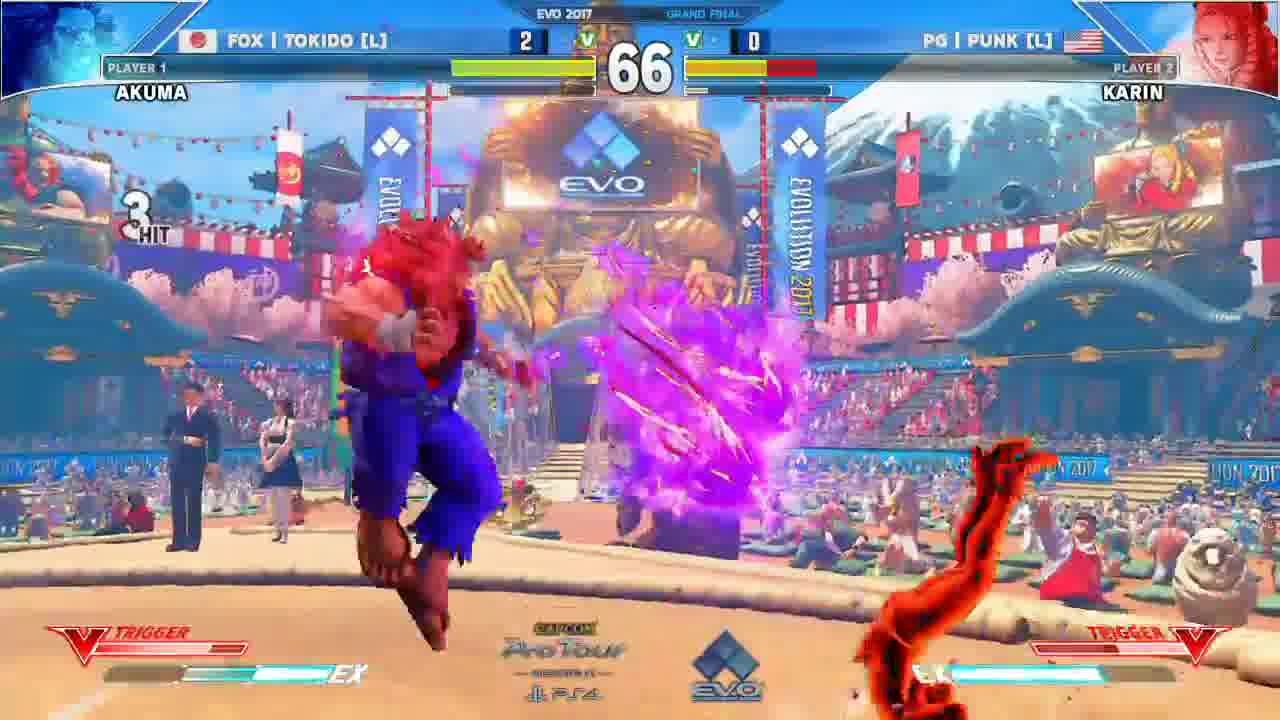 EVO 2017
GRAND FINAL
FOX | TOKIDO [L]
2
V
66
V
0
PG | PUNK [L]
PLAYER 1
PLAYER 2
AKUMA
KARIN
EVO
3
HIT
EVOLUTION 2017
TRIGGER
V
EX
TRIGGER
V
EX
CAPCOM
Pro Tour
PS4
EVO